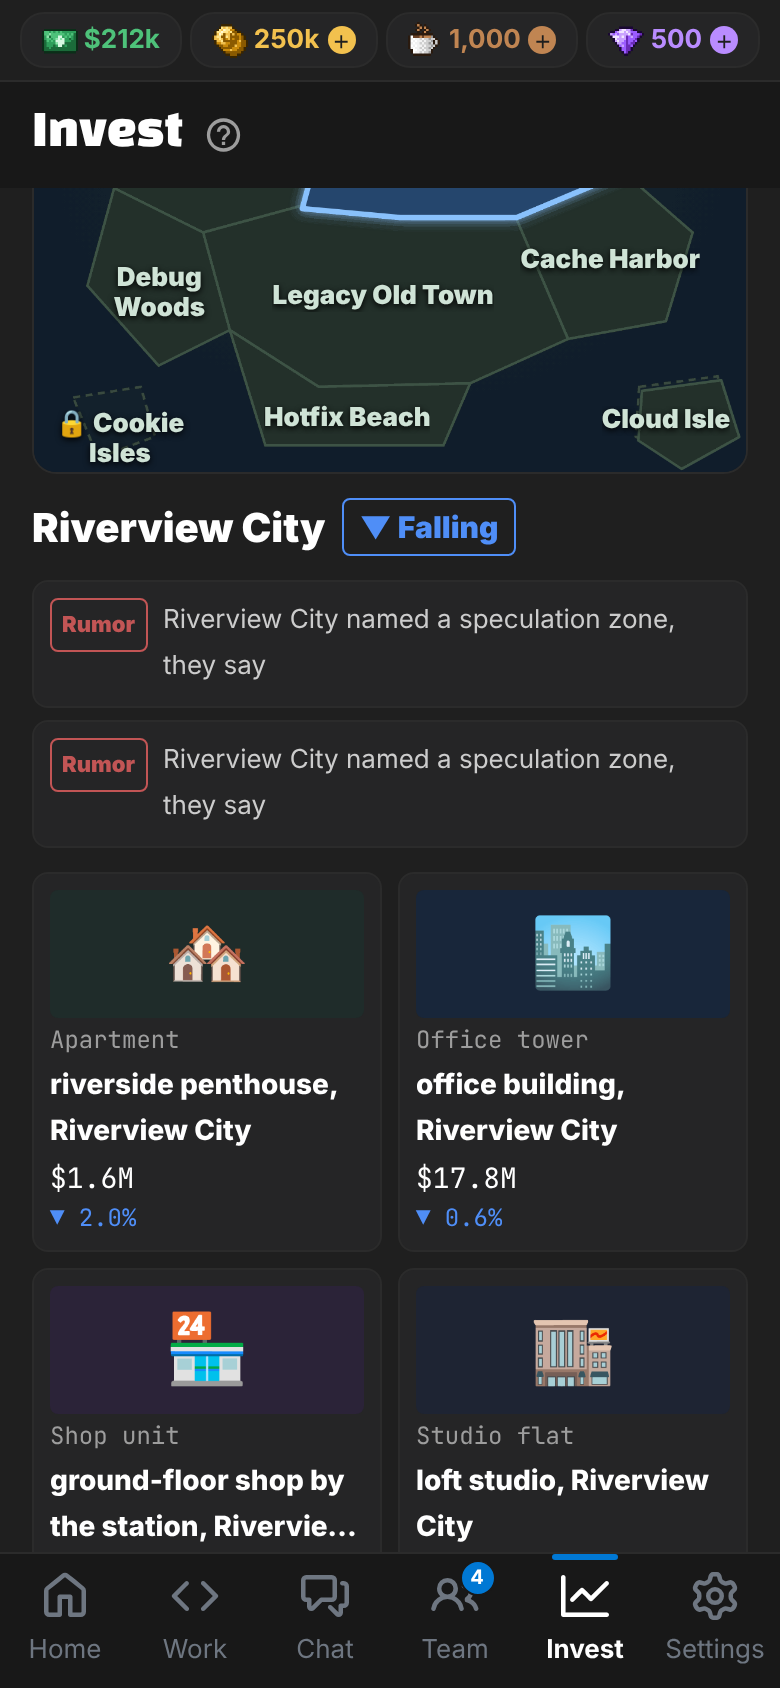 $212k 250k + 1,000 + 500 +
Invest ?
Debug
Woods
Legacy Old Town
Cache Harbor
Cookie
Isles
Hotfix Beach
Cloud Isle
Riverview City ▼ Falling
Rumor Riverview City named a speculation zone,
they say
Rumor Riverview City named a speculation zone,
they say
Apartment
riverside penthouse,
Riverview City
$1.6M
▼ 2.0%
Office tower
office building,
Riverview City
$17.8M
▼ 0.6%
24
Shop unit
ground-floor shop by
the station, Rivervie...
Studio flat
loft studio, Riverview
City
4
Home Work Chat Team Invest Settings